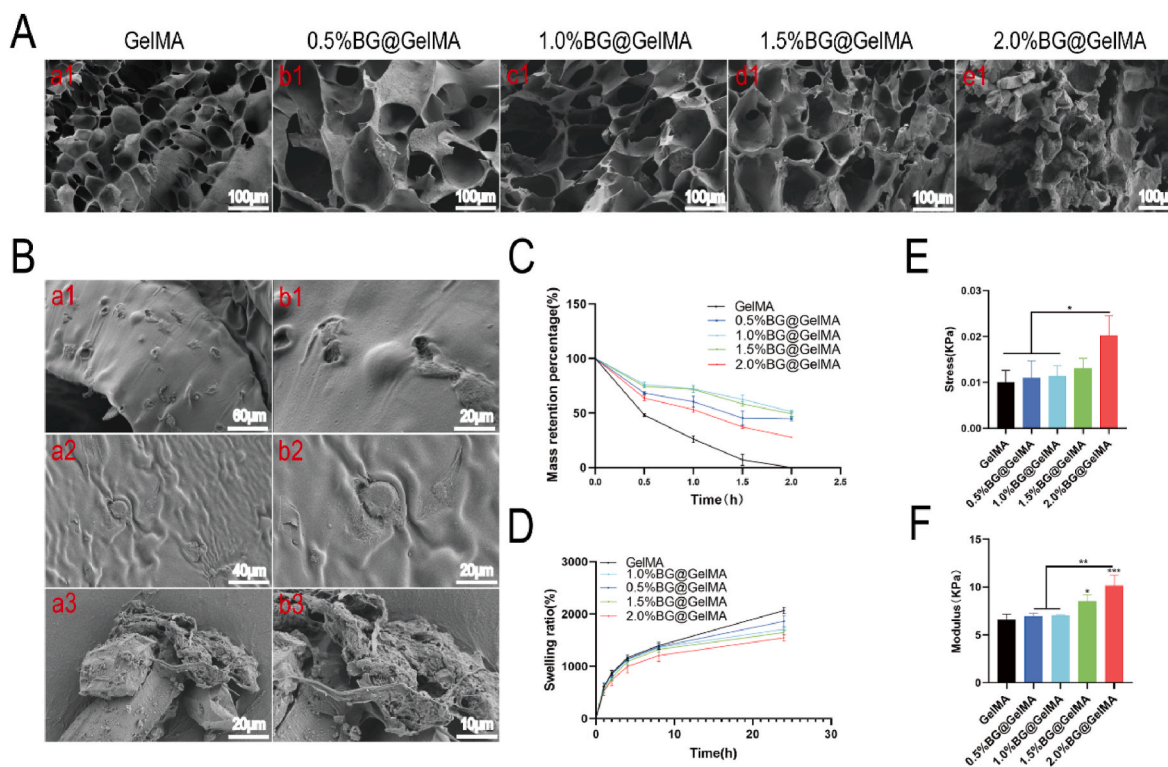 A
GelMA
0.5%BG@GelMA
1.0%BG@GelMA
1.5%BG@GelMA
2.0%BG@GelMA
a1
b1
c1
d1
e1
100μm
100μm
100μm
100μm
100μm
B
a1
b1
60μm
20μm
a2
b2
40μm
20μm
a3
b3
20μm
10μm
C
Mass retention percentage(%)
150
100
50
0
0.0
0.5
1.0
1.5
2.0
2.5
Time(h)
GelMA
0.5%BG@GelMA
1.0%BG@GelMA
1.5%BG@GelMA
2.0%BG@GelMA
D
Swelling ratio(%)
3000
2000
1000
0
0
10
20
30
Time(h)
GelMA
1.0%BG@GelMA
0.5%BG@GelMA
1.5%BG@GelMA
2.0%BG@GelMA
E
Stress(KPa)
0.03
0.02
0.01
0.00
*
GelMA
0.5%BG@GelMA
1.0%BG@GelMA
1.5%BG@GelMA
2.0%BG@GelMA
F
Modulus(KPa)
15
10
5
0
**
*
***
GelMA
0.5%BG@GelMA
1.0%BG@GelMA
1.5%BG@GelMA
2.0%BG@GelMA